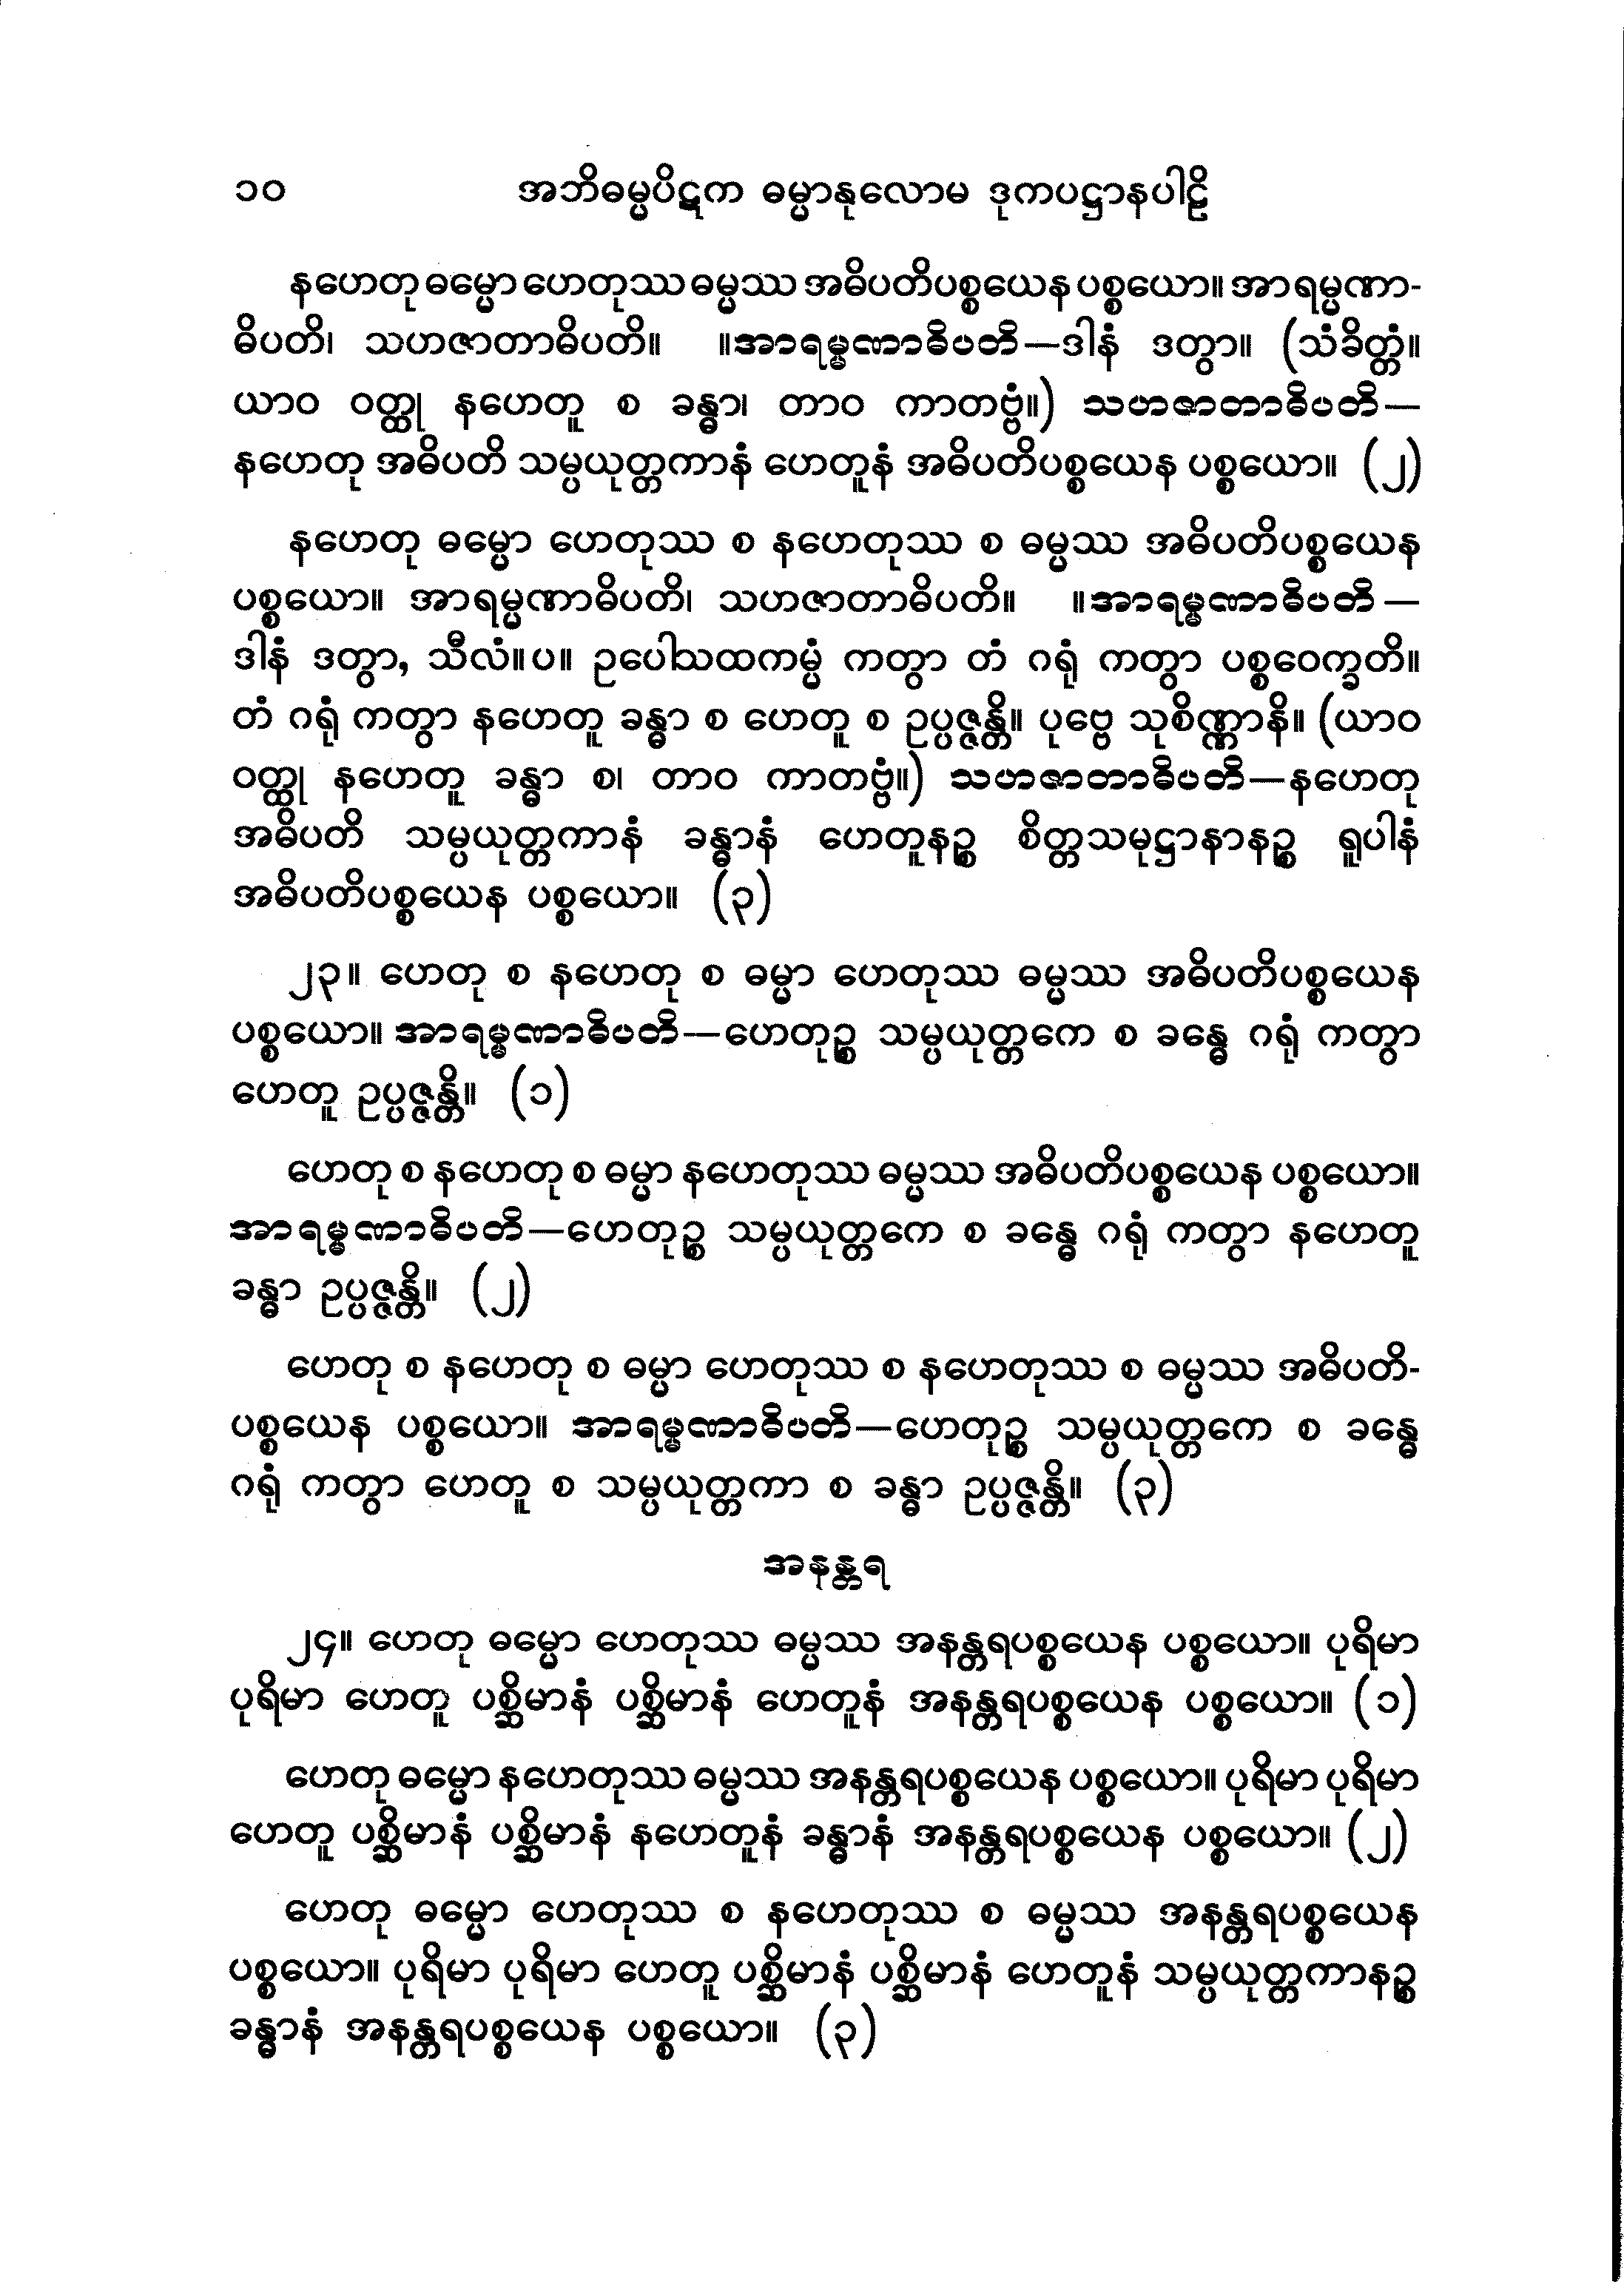 ၁၀ အဘိဓမ္မပိဋက ဓမ္မာနုလောမ ဒုကပဋ္ဌာနပါဠိ
နဟေတု ဓမ္မော ဟေတုဿ ဓမ္မဿ အဓိပတိပစ္စယေန ပစ္စယော။ အာရမ္မဏာ-
ဓိပတိ၊ သဟဇာတာဓိပတိ။ ။အာရမ္မဏာဓိပတိ—ဒါနံ ဒတွာ။ (သံခိတ္တံ။
ယာဝ ဝတ္ထု နဟေတူ စ ခန္ဓာ၊ တာဝ ကာတဗ္ဗံ။) သဟဇာတာဓိပတိ—
နဟေတု အဓိပတိ သမ္ပယုတ္တကာနံ ဟေတူနံ အဓိပတိပစ္စယေန ပစ္စယော။ (၂)
နဟေတု ဓမ္မော ဟေတုဿ စ နဟေတုဿ စ ဓမ္မဿ အဓိပတိပစ္စယေန
ပစ္စယော။ အာရမ္မဏာဓိပတိ၊ သဟဇာတာဓိပတိ။ ။အာရမ္မဏာဓိပတိ—
ဒါနံ ဒတွာ, သီလံ။ပ။ ဥပေါသထကမ္မံ ကတွာ တံ ဂရုံ ကတွာ ပစ္စဝေက္ခတိ။
တံ ဂရုံ ကတွာ နဟေတူ ခန္ဓာ စ ဟေတူ စ ဥပ္ပဇ္ဇန္တိ။ ပုဗ္ဗေ သုစိဏ္ဏာနိ။ (ယာဝ
ဝတ္ထု နဟေတူ ခန္ဓာ စ၊ တာဝ ကာတဗ္ဗံ။) သဟဇာတာဓိပတိ—နဟေတု
အဓိပတိ သမ္ပယုတ္တကာနံ ခန္ဓာနံ ဟေတူနဉ္စ စိတ္တသမုဋ္ဌာနာနဉ္စ ရူပါနံ
အဓိပတိပစ္စယေန ပစ္စယော။ (၃)
၂၃။ ဟေတု စ နဟေတု စ ဓမ္မာ ဟေတုဿ ဓမ္မဿ အဓိပတိပစ္စယေန
ပစ္စယော။ အာရမ္မဏာဓိပတိ—ဟေတုဉ္စ သမ္ပယုတ္တကေ စ ခန္ဓေ ဂရုံ ကတွာ
ဟေတူ ဥပ္ပဇ္ဇန္တိ။ (၁)
ဟေတု စ နဟေတု စ ဓမ္မာ နဟေတုဿ ဓမ္မဿ အဓိပတိပစ္စယေန ပစ္စယော။
အာရမ္မဏာဓိပတိ—ဟေတုဉ္စ သမ္ပယုတ္တကေ စ ခန္ဓေ ဂရုံ ကတွာ နဟေတူ
ခန္ဓာ ဥပ္ပဇ္ဇန္တိ။ (၂)
ဟေတု စ နဟေတု စ ဓမ္မာ ဟေတုဿ စ နဟေတုဿ စ ဓမ္မဿ အဓိပတိ-
ပစ္စယေန ပစ္စယော။ အာရမ္မဏာဓိပတိ—ဟေတုဉ္စ သမ္ပယုတ္တကေ စ ခန္ဓေ
ဂရုံ ကတွာ ဟေတူ စ သမ္ပယုတ္တကာ စ ခန္ဓာ ဥပ္ပဇ္ဇန္တိ။ (၃)
အနန္တရ
၂၄။ ဟေတု ဓမ္မော ဟေတုဿ ဓမ္မဿ အနန္တရပစ္စယေန ပစ္စယော။ ပုရိမာ
ပုရိမာ ဟေတူ ပစ္ဆိမာနံ ပစ္ဆိမာနံ ဟေတူနံ အနန္တရပစ္စယေန ပစ္စယော။ (၁)
ဟေတု ဓမ္မော နဟေတုဿ ဓမ္မဿ အနန္တရပစ္စယေန ပစ္စယော။ ပုရိမာ ပုရိမာ
ဟေတူ ပစ္ဆိမာနံ ပစ္ဆိမာနံ နဟေတူနံ ခန္ဓာနံ အနန္တရပစ္စယေန ပစ္စယော။ (၂)
ဟေတု ဓမ္မော ဟေတုဿ စ နဟေတုဿ စ ဓမ္မဿ အနန္တရပစ္စယေန
ပစ္စယော။ ပုရိမာ ပုရိမာ ဟေတူ ပစ္ဆိမာနံ ပစ္ဆိမာနံ ဟေတူနံ သမ္ပယုတ္တကာနဉ္စ
ခန္ဓာနံ အနန္တရပစ္စယေန ပစ္စယော။ (၃)